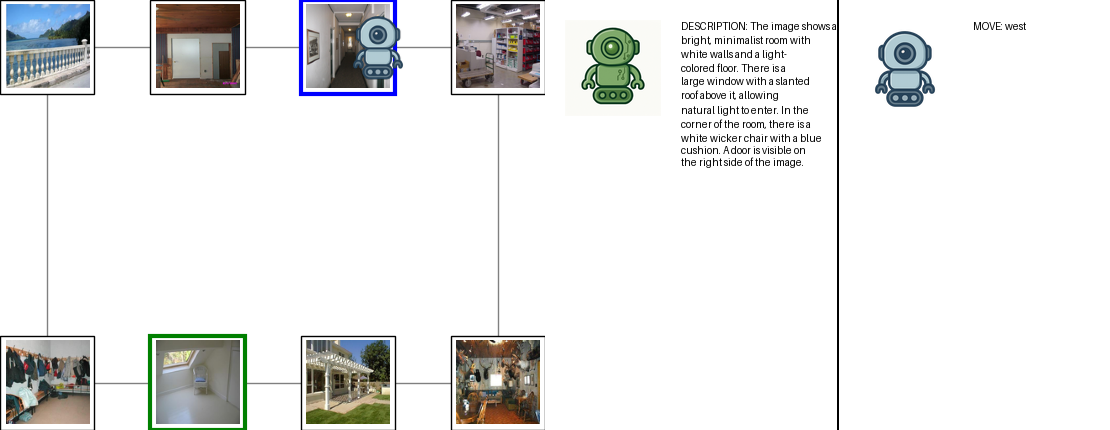 DESCRIPTION: The image shows a
bright, minimalist room with
white walls and a light-
colored floor. There is a
large window with a slanted
roof above it, allowing
natural light to enter. In the
corner of the room, there is a
white wicker chair with a blue
cushion. A door is visible on
the right side of the image.
MOVE: west